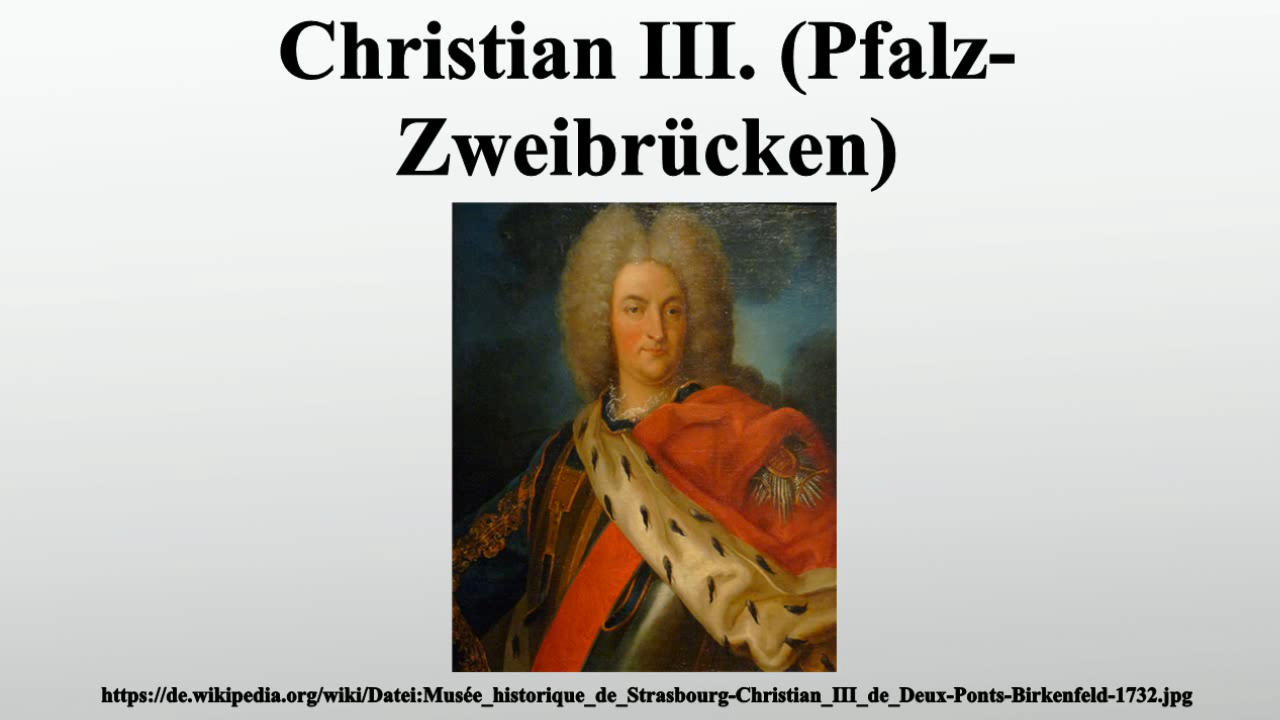 Christian III. (Pfalz-
Zweibrücken)
https://de.wikipedia.org/wiki/Datei:Musée_historique_de_Strasbourg-Christian_III_de_Deux-Ponts-Birkenfeld-1732.jpg